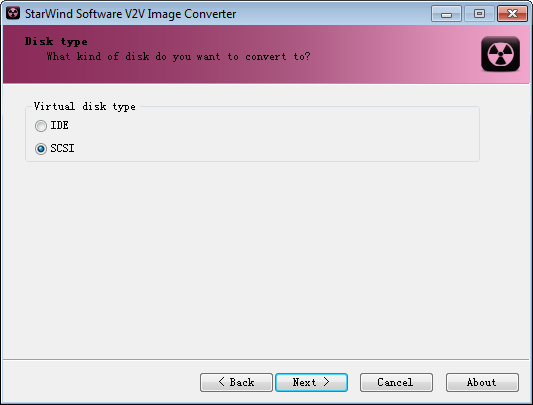 StarWind Software V2V Image Converter
Disk type
What kind of disk do you want to convert to?
Virtual disk type
IDE
SCSI
< Back
Next >
Cancel
About